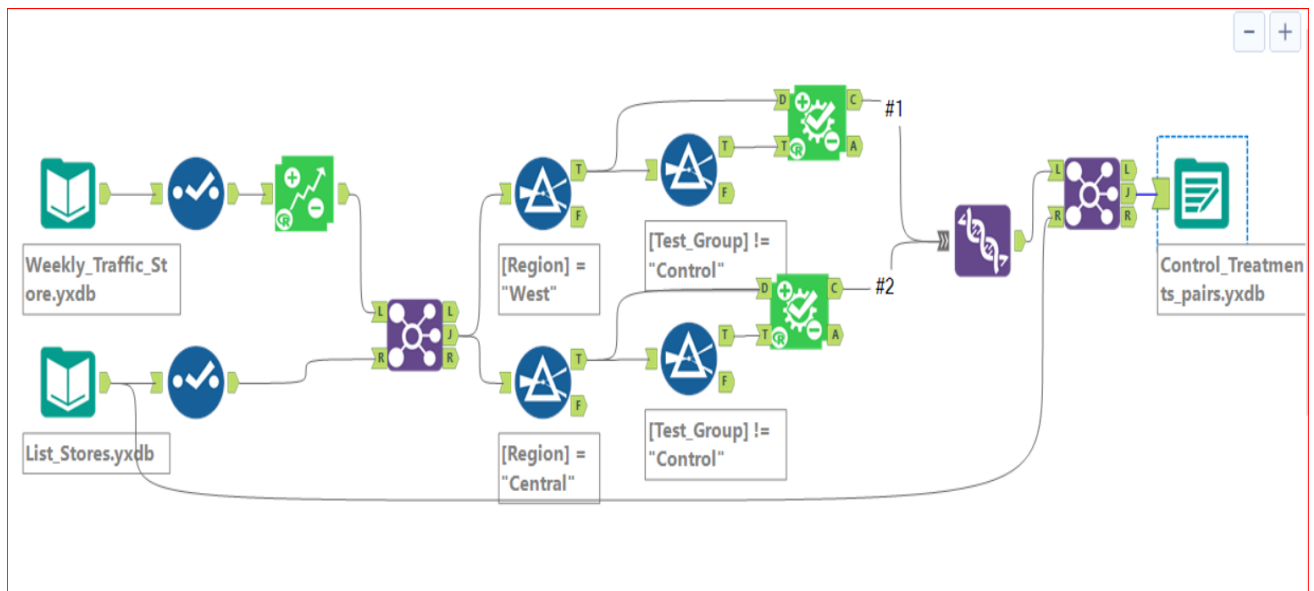 − +
D C
#1
T T A
T F
F
Weekly_Traffic_St
ore.yxdb
[Region] =
"West"
[Test_Group] !=
"Control"
L L
J
R R
Control_Treatmen
ts_pairs.yxdb
L L
J
R R
D C
#2
T T A
T F
F
List_Stores.yxdb
[Region] =
"Central"
[Test_Group] !=
"Control"
R
R